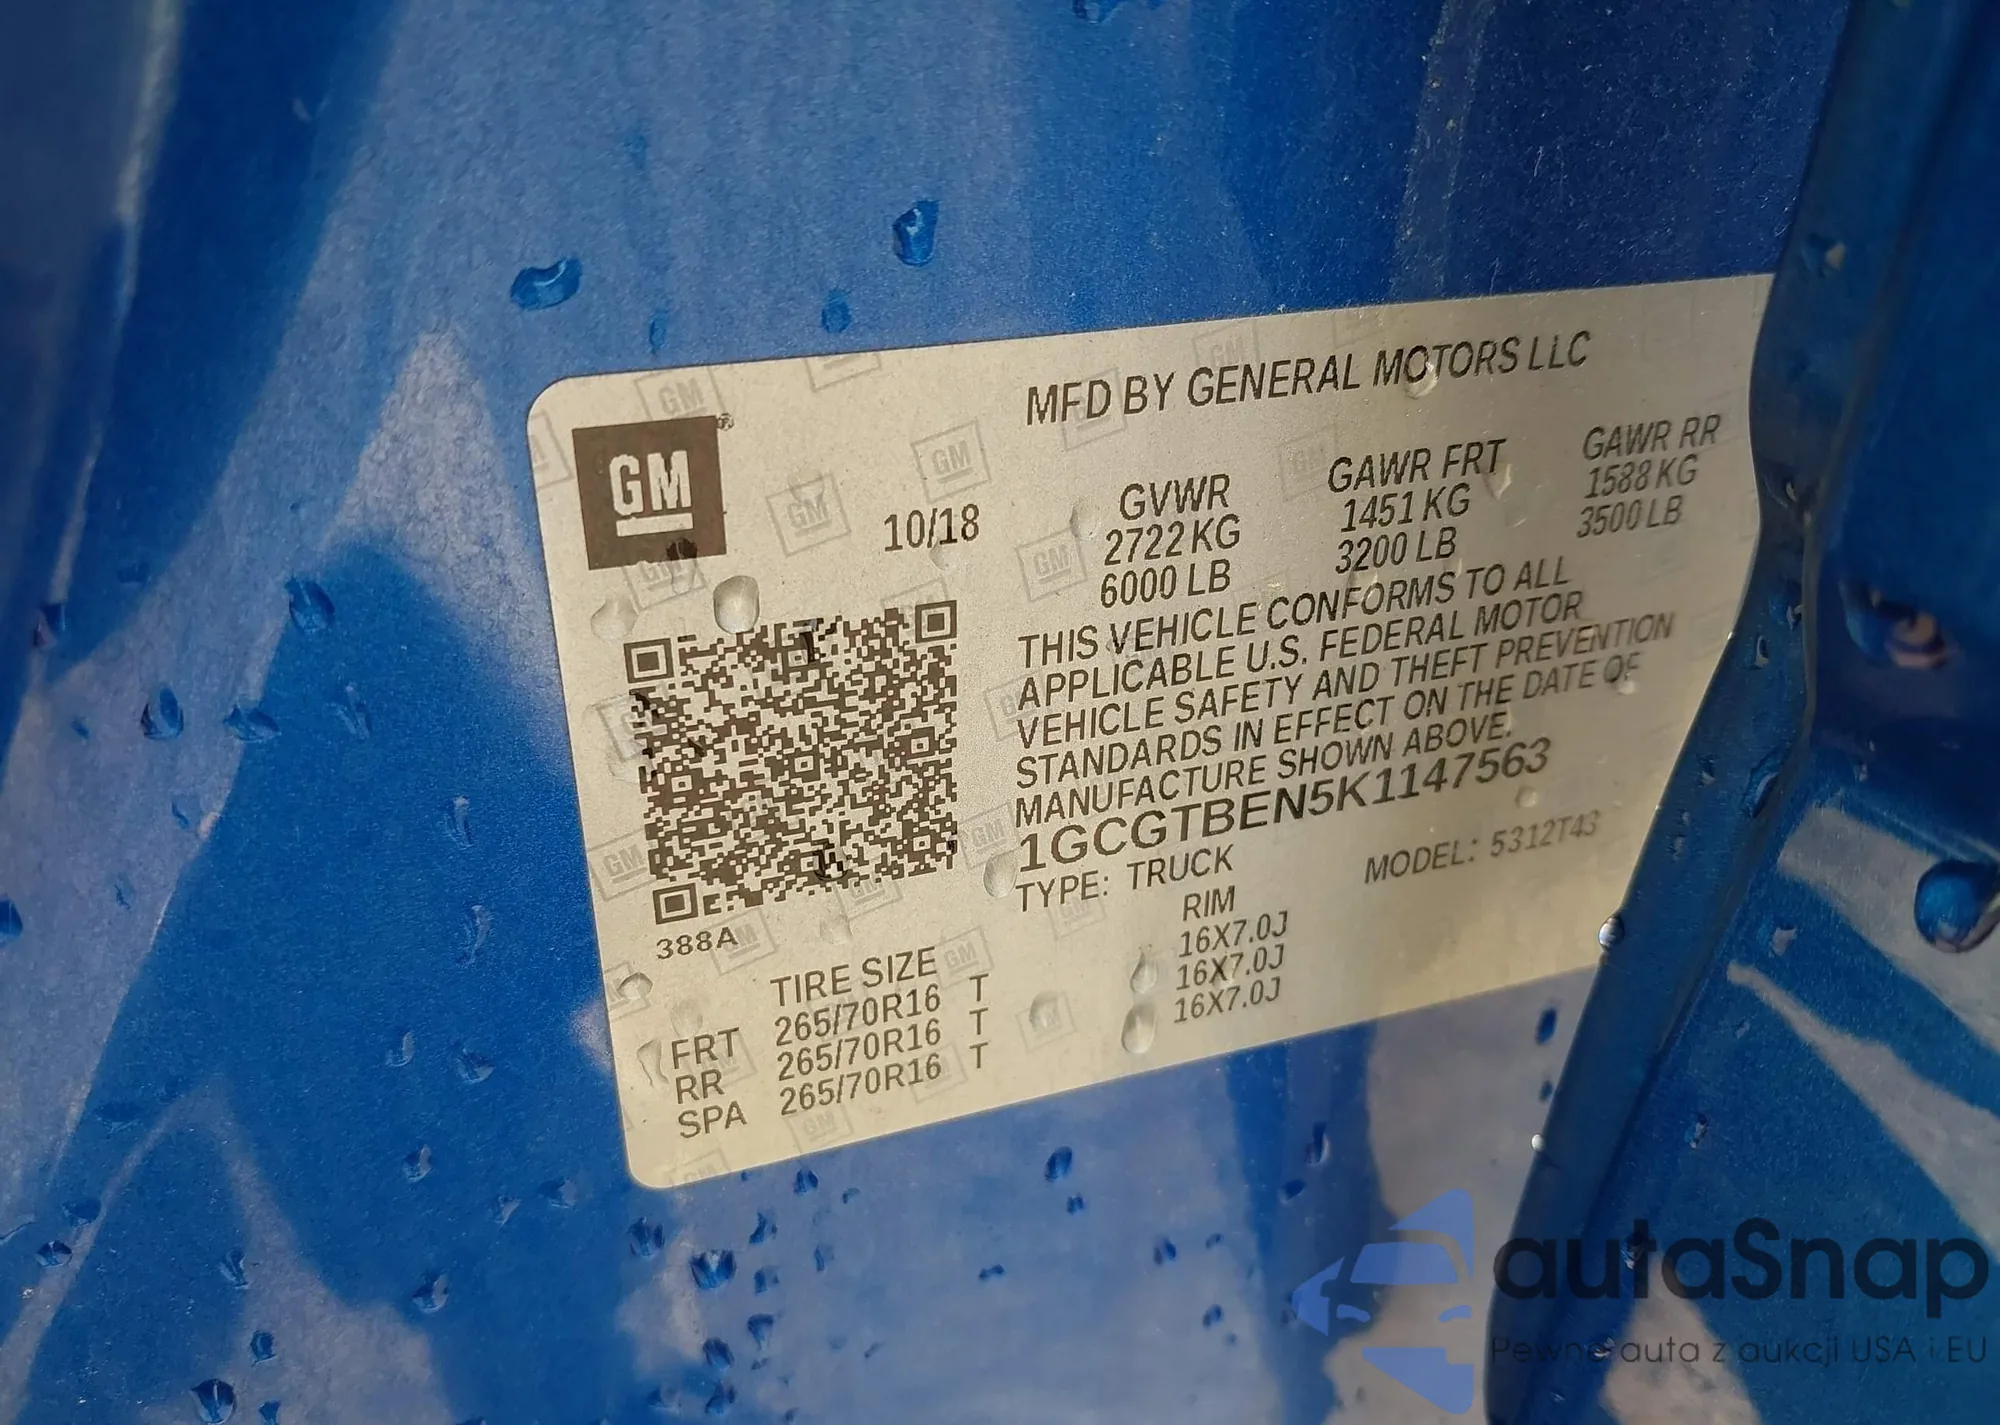 MFD BY GENERAL MOTORS LLC
GM
®
10/18
GVWR
2722 KG
6000 LB
GAWR FRT
1451 KG
3200 LB
GAWR RR
1588 KG
3500 LB
THIS VEHICLE CONFORMS TO ALL
APPLICABLE U.S. FEDERAL MOTOR
VEHICLE SAFETY AND THEFT PREVENTION
STANDARDS IN EFFECT ON THE DATE OF
MANUFACTURE SHOWN ABOVE.
1GCGTBEN5K1147563
TYPE: TRUCK
MODEL: 5312T43
388A
TIRE SIZE
RIM
FRT 265/70R16 T 16X7.0J
RR 265/70R16 T 16X7.0J
SPA 265/70R16 T 16X7.0J
autaSnap
Pewne auta z aukcji USA i EU